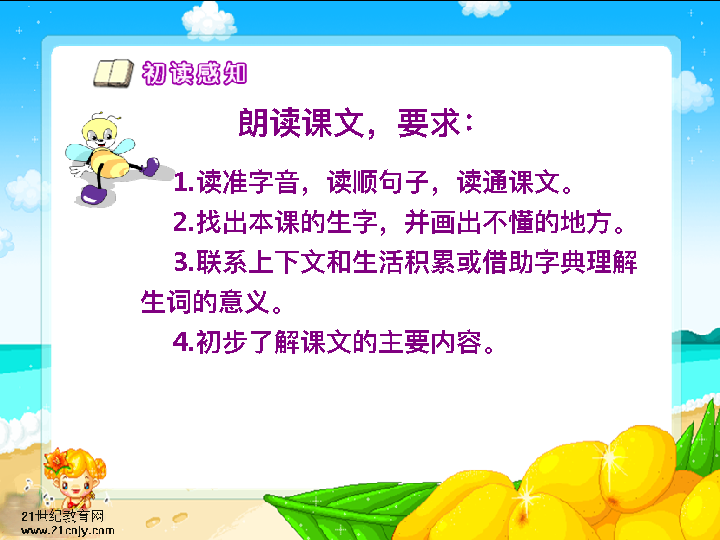 初读感知
朗读课文，要求：
1.读准字音，读顺句子，读通课文。
2.找出本课的生字，并画出不懂的地方。
3.联系上下文和生活积累或借助字典理解
生词的意义。
4.初步了解课文的主要内容。
21世纪教育网
www.21cnjy.com